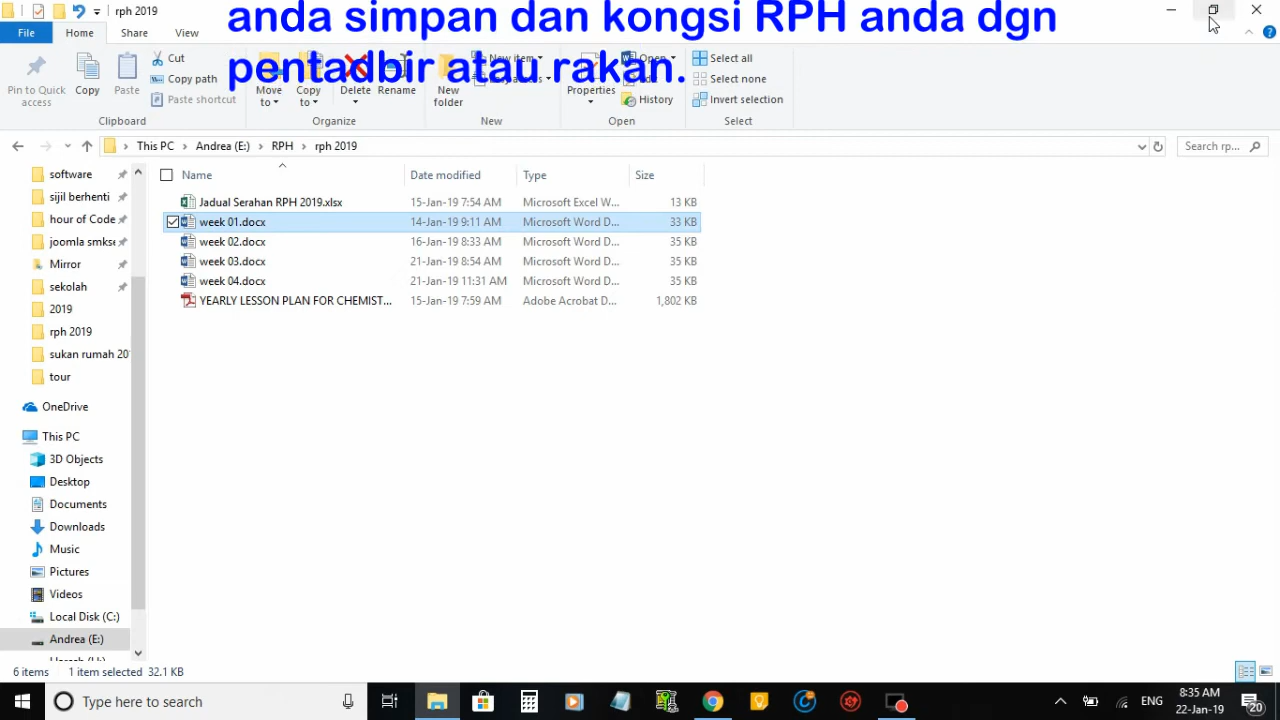 rph 2019
anda simpan dan kongsi RPH anda dgn
pentadbir atau rakan.
File Home Share View
Pin to Quick access
Copy
Paste
Cut
Copy path
Paste shortcut
Move to
Copy to
Delete
Rename
New folder
New item
Properties
Open
History
Select all
Select none
Invert selection
Clipboard Organize New Open Select
This PC › Andrea (E:) › RPH › rph 2019
Search rp...
Name Date modified Type Size
Jadual Serahan RPH 2019.xlsx 15-Jan-19 7:54 AM Microsoft Excel W... 13 KB
week 01.docx 14-Jan-19 9:11 AM Microsoft Word D... 33 KB
week 02.docx 16-Jan-19 8:33 AM Microsoft Word D... 35 KB
week 03.docx 21-Jan-19 8:54 AM Microsoft Word D... 35 KB
week 04.docx 21-Jan-19 11:31 AM Microsoft Word D... 35 KB
YEARLY LESSON PLAN FOR CHEMIST... 15-Jan-19 7:59 AM Adobe Acrobat D... 1,802 KB
software
sijil berhenti
hour of Code
joomla smkse
Mirror
sekolah
2019
rph 2019
sukan rumah 20
tour
OneDrive
This PC
3D Objects
Desktop
Documents
Downloads
Music
Pictures
Videos
Local Disk (C:)
Andrea (E:)
6 items 1 item selected 32.1 KB
Type here to search
ENG
8:35 AM
22-Jan-19
20